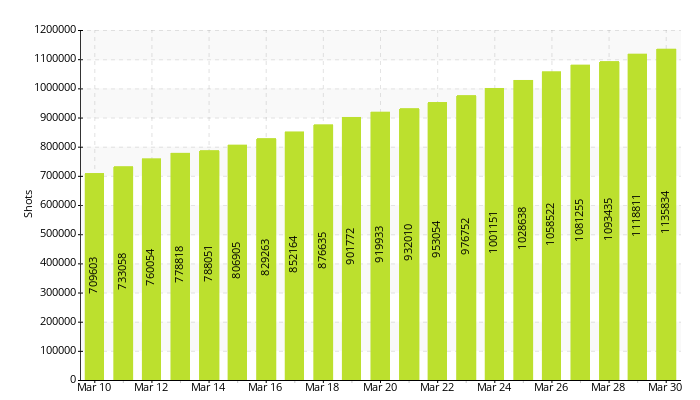 1200000
1100000
1000000
900000
800000
700000
600000
500000
400000
300000
200000
100000
0
Shots
709603
733058
760054
778818
788051
806905
829263
852164
876635
901772
919933
932010
953054
976752
1001151
1028638
1058522
1081255
1093435
1118811
1135834
Mar 10
Mar 12
Mar 14
Mar 16
Mar 18
Mar 20
Mar 22
Mar 24
Mar 26
Mar 28
Mar 30